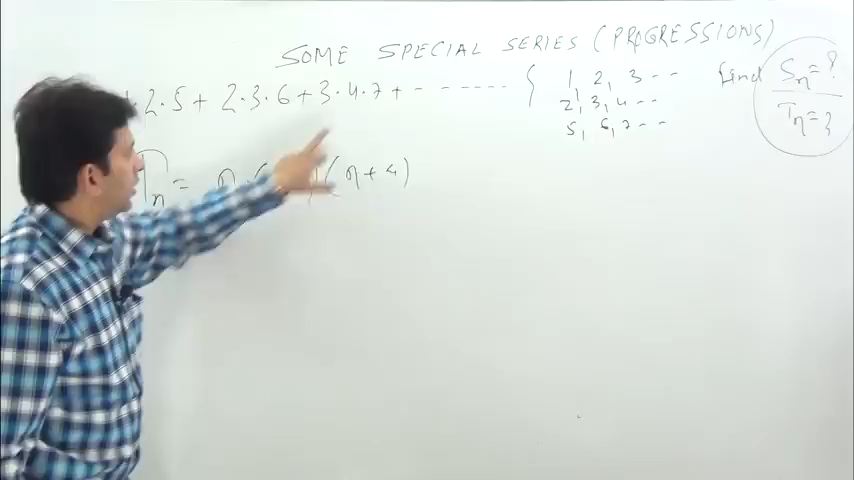 SOME SPECIAL SERIES (PROGRESSIONS)
· 2 · 5 + 2 · 3 · 6 + 3 · 4 · 7 + - - - - - - - { 1, 2, 3 - - find Sₙ = ?
2, 3, 4 - - Tₙ = ?
5, 6, 7 - - -
Tₙ = n · (n + 4)